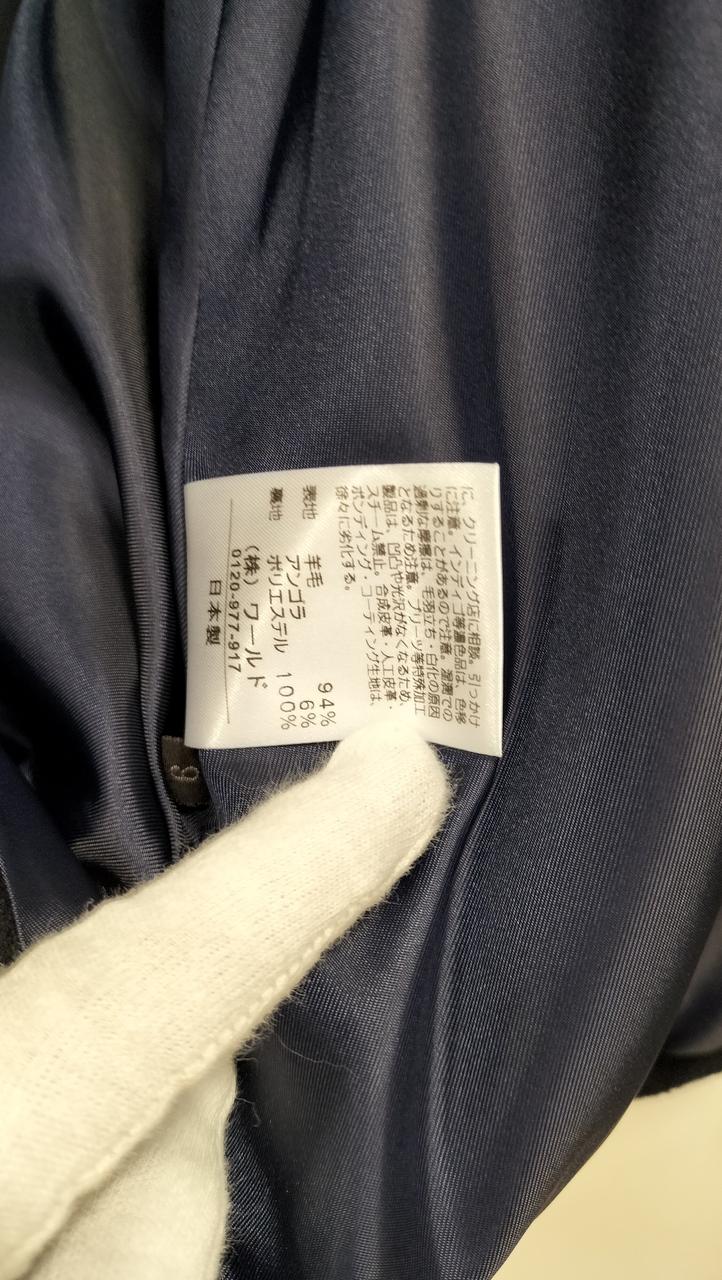 に、クリーニング店に相談。引っかけ
に注意。インディゴ等濃色品は、色移
りすることがあるので注意。湿潤での
過剰な摩擦は、毛羽立ち・白化の原因
となるため注意。プリーツ等特殊加工
製品は、凹凸や光沢がなくなるため、
スチーム禁止。合成皮革・人工皮革・
ボンディング・コーティング生地は、
徐々に劣化する。
表地 羊毛 94%
アンゴラ 6%
裏地 ポリエステル 100%
(株)ワールド
0120-977-917
日本製
9